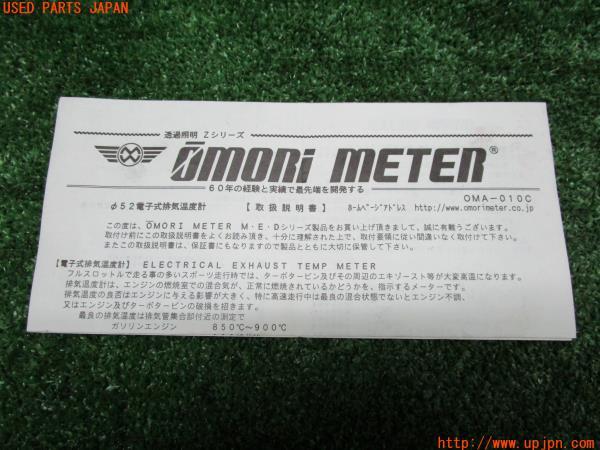 USED PARTS JAPAN
透過照明 Zシリーズ
ŌMORI METER®
60年の経験と実績で最先端を開発する
OMA-010C
φ52電子式排気温度計 【取扱説明書】 ホームページアドレス http://www.omorimeter.co.jp
この度は、ŌMORI METER M・E・Dシリーズ製品をお買い上げ頂きまして、誠に有難うございます。
取付け前にこの取扱説明書をよくお読み頂き、十分に理解された上で、取付要領に従い間違いなく取付けて下さい。
またこの取扱説明書は、保証書にもなりますので製品とともに大切に保管して下さい。
【電子式排気温度計】 ELECTRICAL EXHAUST TEMP METER
フルスロットルで走る事の多いスポーツ走行時では、ターボタービン及びその周辺のエキゾースト等が大変高温になります。
排気温度計は、エンジンの燃焼室での混合気が、正常に燃焼されているかどうかを、指示するメーターです。
排気温度の良否はエンジンに与える影響が大きく、特に高速走行中は最良の混合状態でないとエンジン不調、
又はエンジン及びターボタービンの破損を招きます。
最良の排気温度は排気管集合部付近の測定で
ガソリンエンジン 850℃～900℃
http://www.upjpn.com/